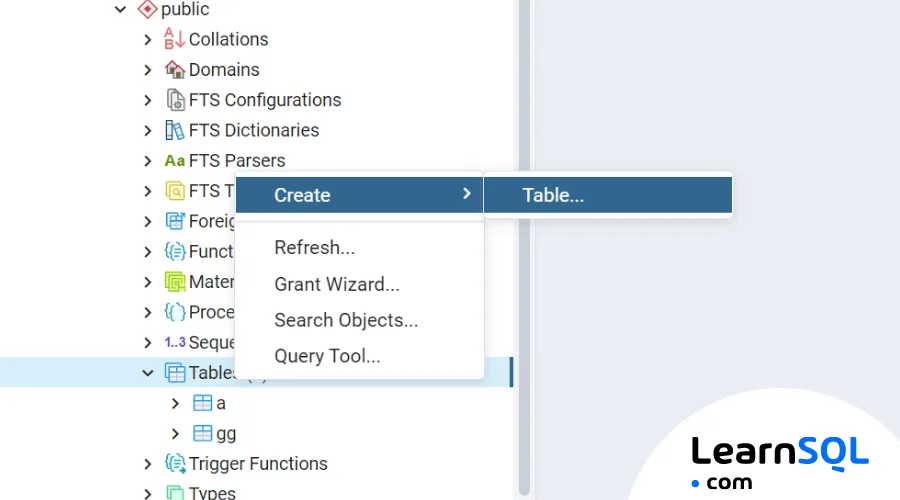 public
Collations
Domains
FTS Configurations
FTS Dictionaries
Aa FTS Parsers
FTS T
Create Table...
Foreig
Funct
Refresh...
Mater
Grant Wizard...
Proce
Search Objects...
1..3 Seque
Query Tool...
Tables
a
gg
Trigger Functions
Types
LearnSQL
.com